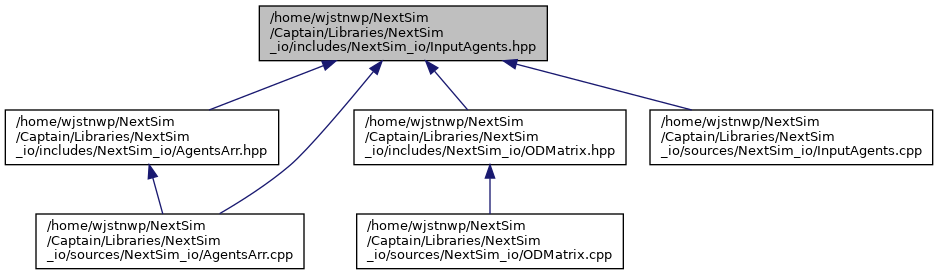 /home/wjstnwp/NextSim
/Captain/Libraries/NextSim
_io/includes/NextSim_io/InputAgents.hpp
/home/wjstnwp/NextSim
/Captain/Libraries/NextSim
_io/includes/NextSim_io/AgentsArr.hpp
/home/wjstnwp/NextSim
/Captain/Libraries/NextSim
_io/includes/NextSim_io/ODMatrix.hpp
/home/wjstnwp/NextSim
/Captain/Libraries/NextSim
_io/sources/NextSim_io/InputAgents.cpp
/home/wjstnwp/NextSim
/Captain/Libraries/NextSim
_io/sources/NextSim_io/AgentsArr.cpp
/home/wjstnwp/NextSim
/Captain/Libraries/NextSim
_io/sources/NextSim_io/ODMatrix.cpp